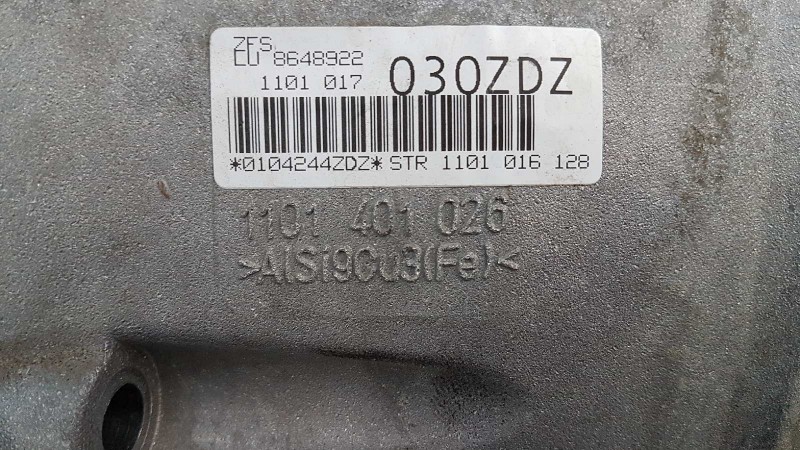 ZFS
EU 8648922
1101 017 030ZDZ
*0104244ZDZ* STR 1101 016 128
1101 401 026
>AlSi9Cu3(Fe)<